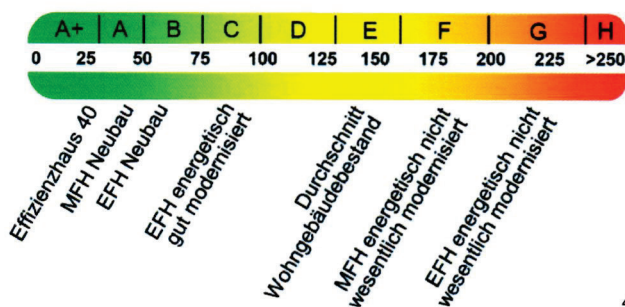 A+ A B C D E F G H
0 25 50 75 100 125 150 175 200 225 >250
Effizienzhaus 40
MFH Neubau
EFH Neubau
EFH energetisch
gut modernisiert
Durchschnitt
Wohngebäudebestand
MFH energetisch nicht
wesentlich modernisiert
EFH energetisch nicht
wesentlich modernisiert